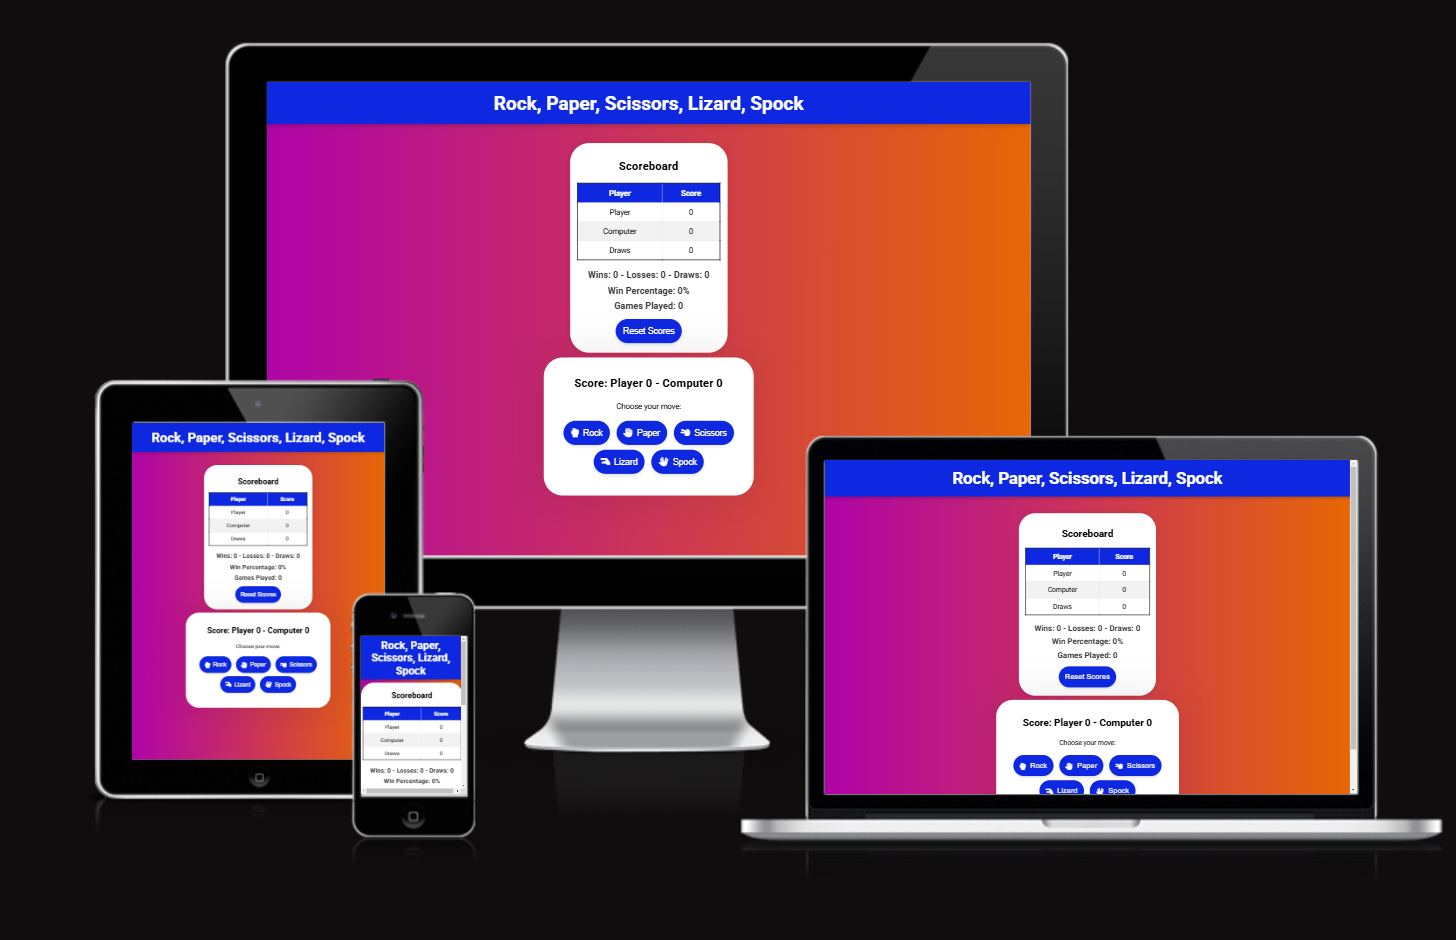 Rock, Paper, Scissors, Lizard, Spock
Scoreboard
Player Score
Player 0
Computer 0
Draws 0
Wins: 0 - Losses: 0 - Draws: 0
Win Percentage: 0%
Games Played: 0
Reset Scores
Score: Player 0 - Computer 0
Choose your move:
Rock Paper Scissors
Lizard Spock
Rock, Paper, Scissors, Lizard, Spock
Scoreboard
Player Score
Player 0
Computer 0
Draws 0
Wins: 0 - Losses: 0 - Draws: 0
Win Percentage: 0%
Games Played: 0
Reset Scores
Score: Player 0 - Computer 0
Choose your move:
Rock Paper Scissors
Lizard Spock
Rock, Paper,
Scissors, Lizard,
Spock
Scoreboard
Player Score
Player 0
Computer 0
Draws 0
Wins: 0 - Losses: 0 - Draws: 0
Win Percentage: 0%
Rock, Paper, Scissors, Lizard, Spock
Scoreboard
Player Score
Player 0
Computer 0
Draws 0
Wins: 0 - Losses: 0 - Draws: 0
Win Percentage: 0%
Games Played: 0
Reset Scores
Score: Player 0 - Computer 0
Choose your move:
Rock Paper Scissors
Lizard Spock